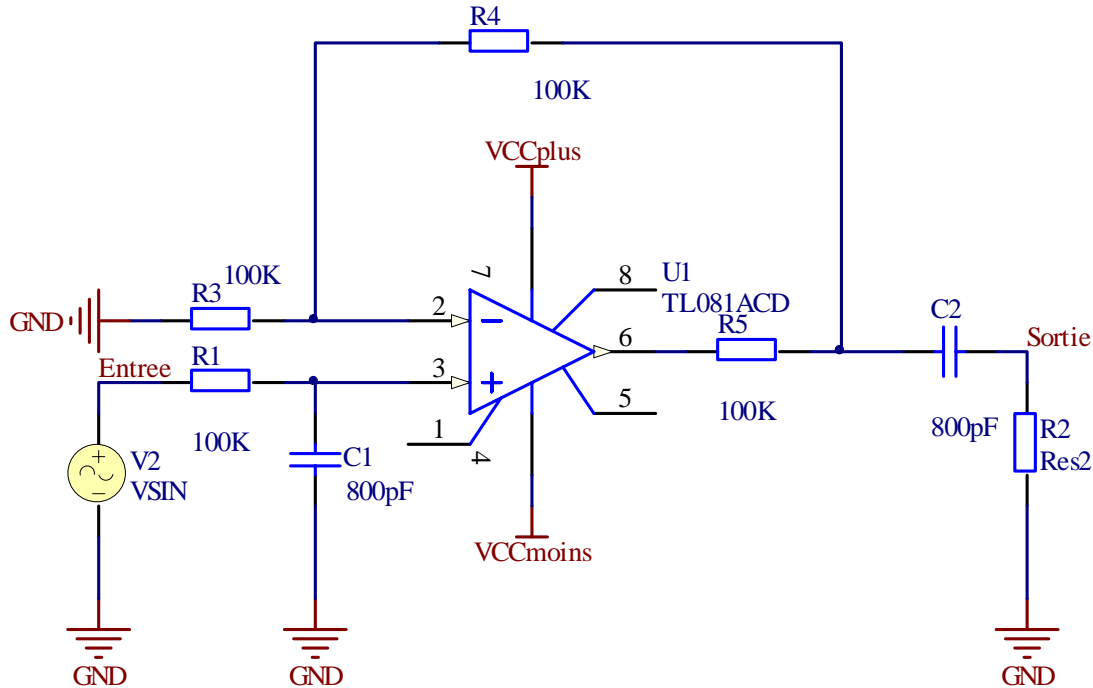 R4
100K
VCCplus
7
8
U1
TL081ACD
100K
R3
2
GND
R5
C2
6
Sortie
Entree
R1
3
100K
5
800pF
R2
Res2
100K
1
4
V2
VSIN
C1
800pF
VCCmoins
GND
GND
GND